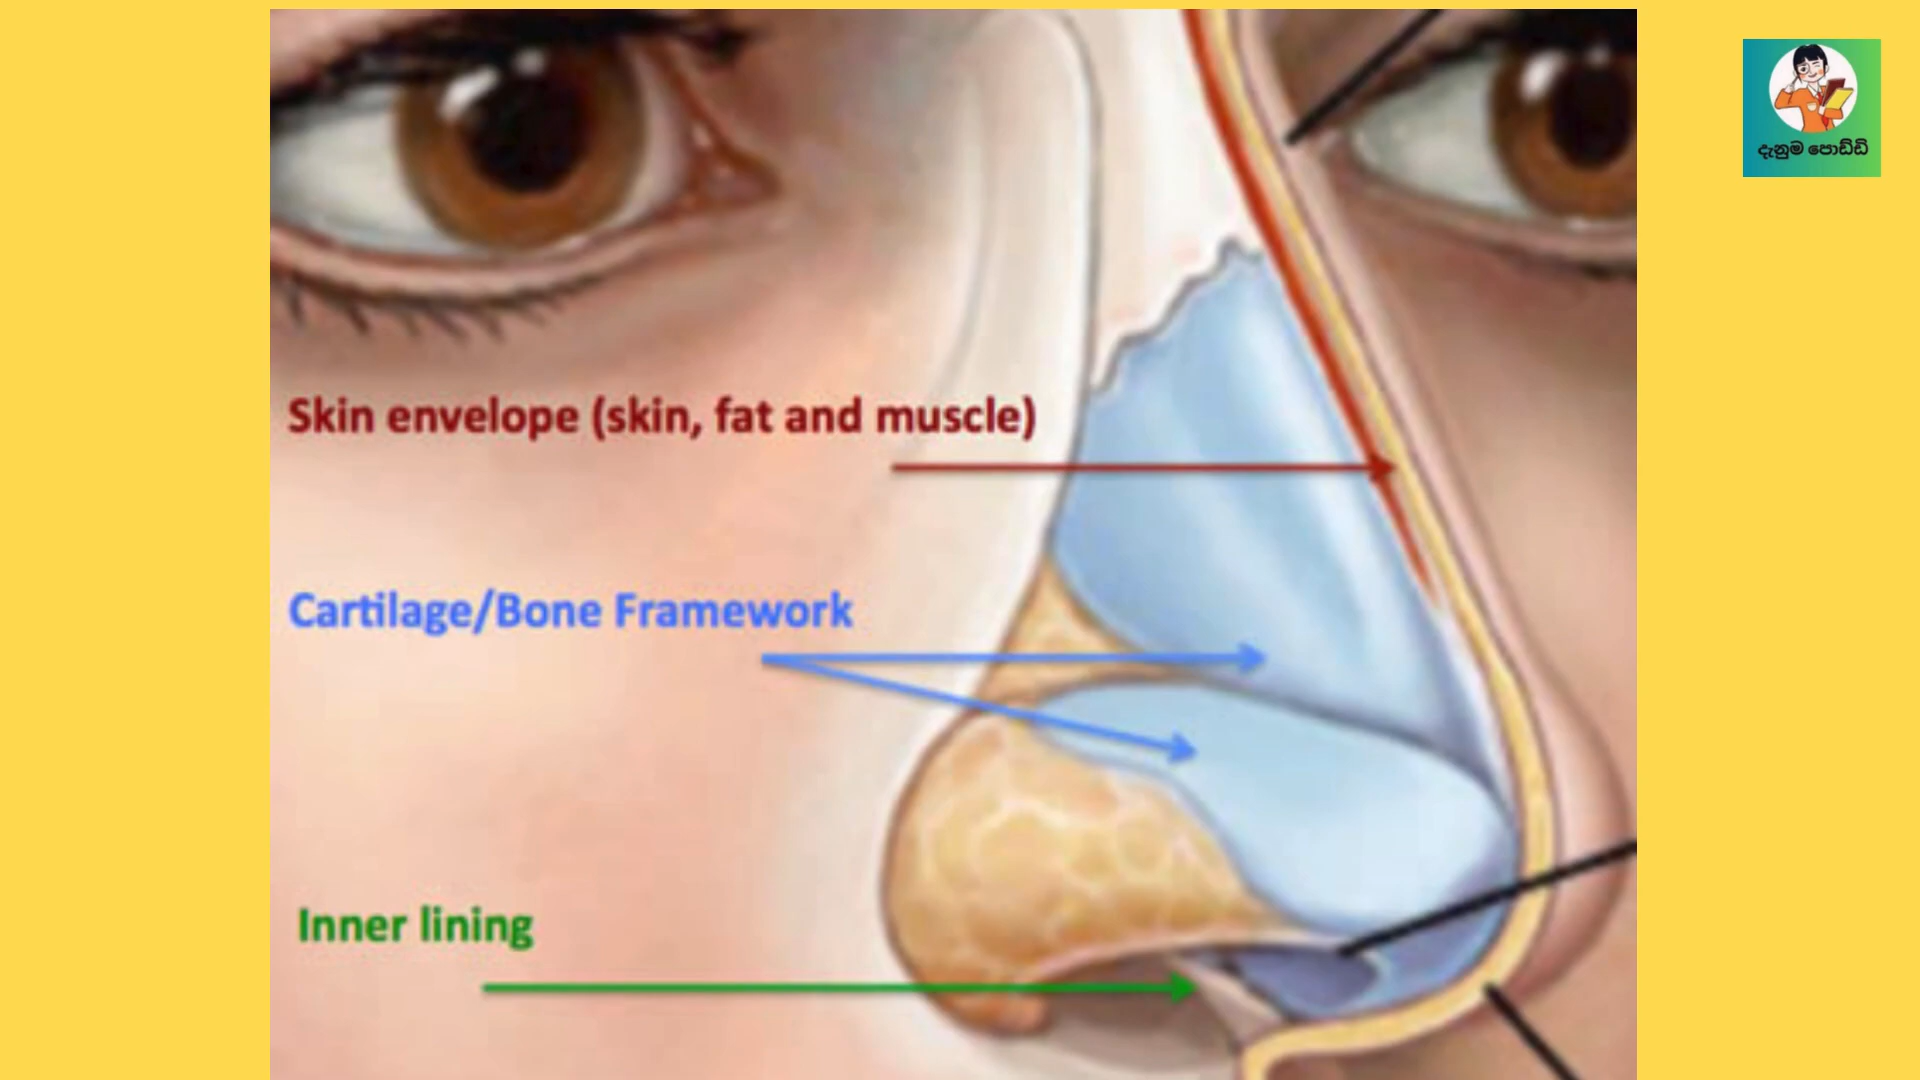 දැනුම පොඩ්ඩි
Skin envelope (skin, fat and muscle)
Cartilage/Bone Framework
Inner lining